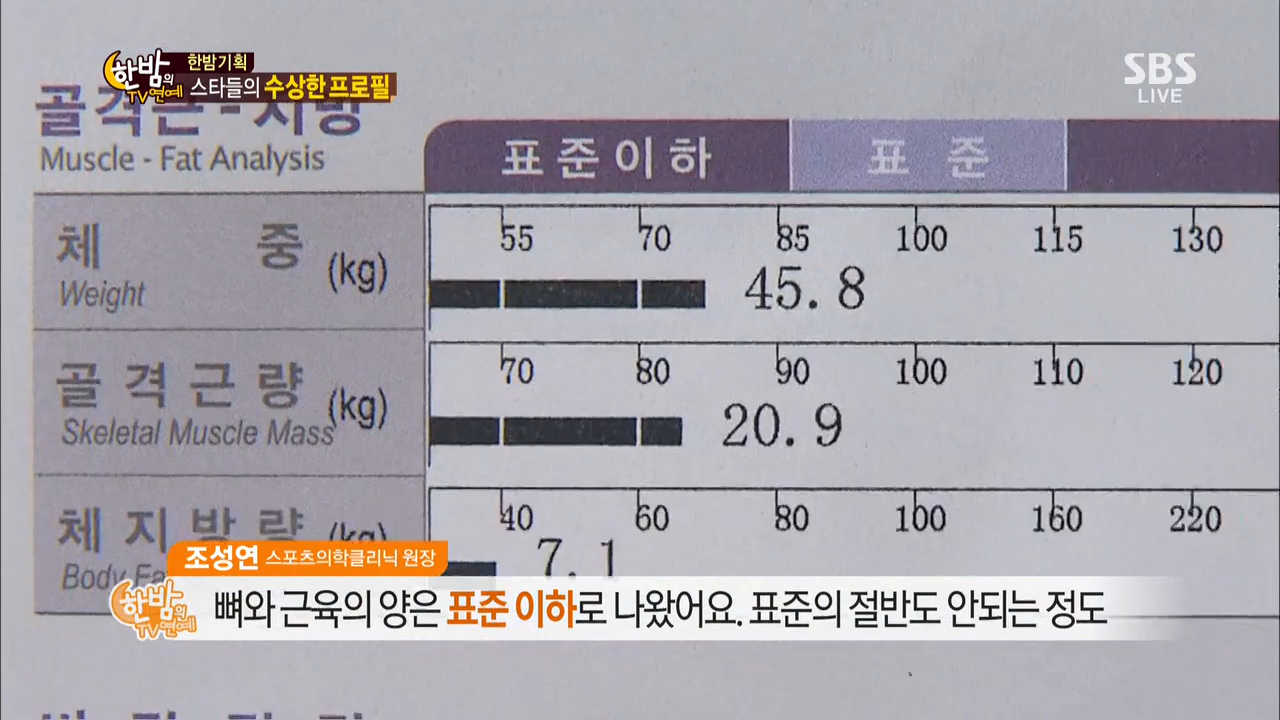 한밤의
TV연예
한밤기획
스타들의 수상한 프로필
SBS
LIVE
골격근-지방
Muscle - Fat Analysis
표준이하
표 준
체 중 (kg)
Weight
55 70 85 100 115 130
45.8
골격근량 (kg)
Skeletal Muscle Mass
70 80 90 100 110 120
20.9
체지방량 (kg)
Body Fa
40 60 80 100 160 220
7.1
조성연 스포츠의학클리닉 원장
한밤의
TV연예
뼈와 근육의 양은 표준 이하로 나왔어요. 표준의 절반도 안되는 정도